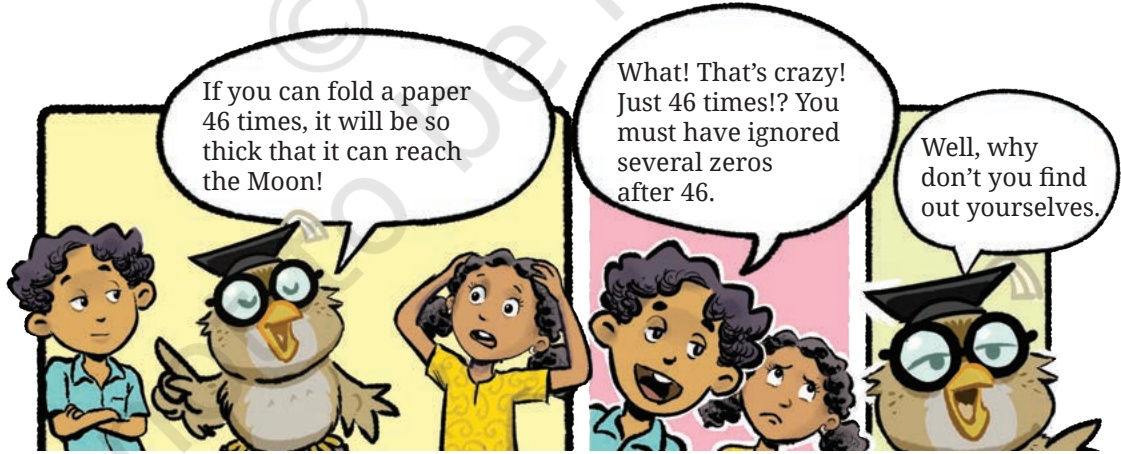 If you can fold a paper
46 times, it will be so
thick that it can reach
the Moon!
What! That's crazy!
Just 46 times!? You
must have ignored
several zeros
after 46.
Well, why
don't you find
out yourselves.